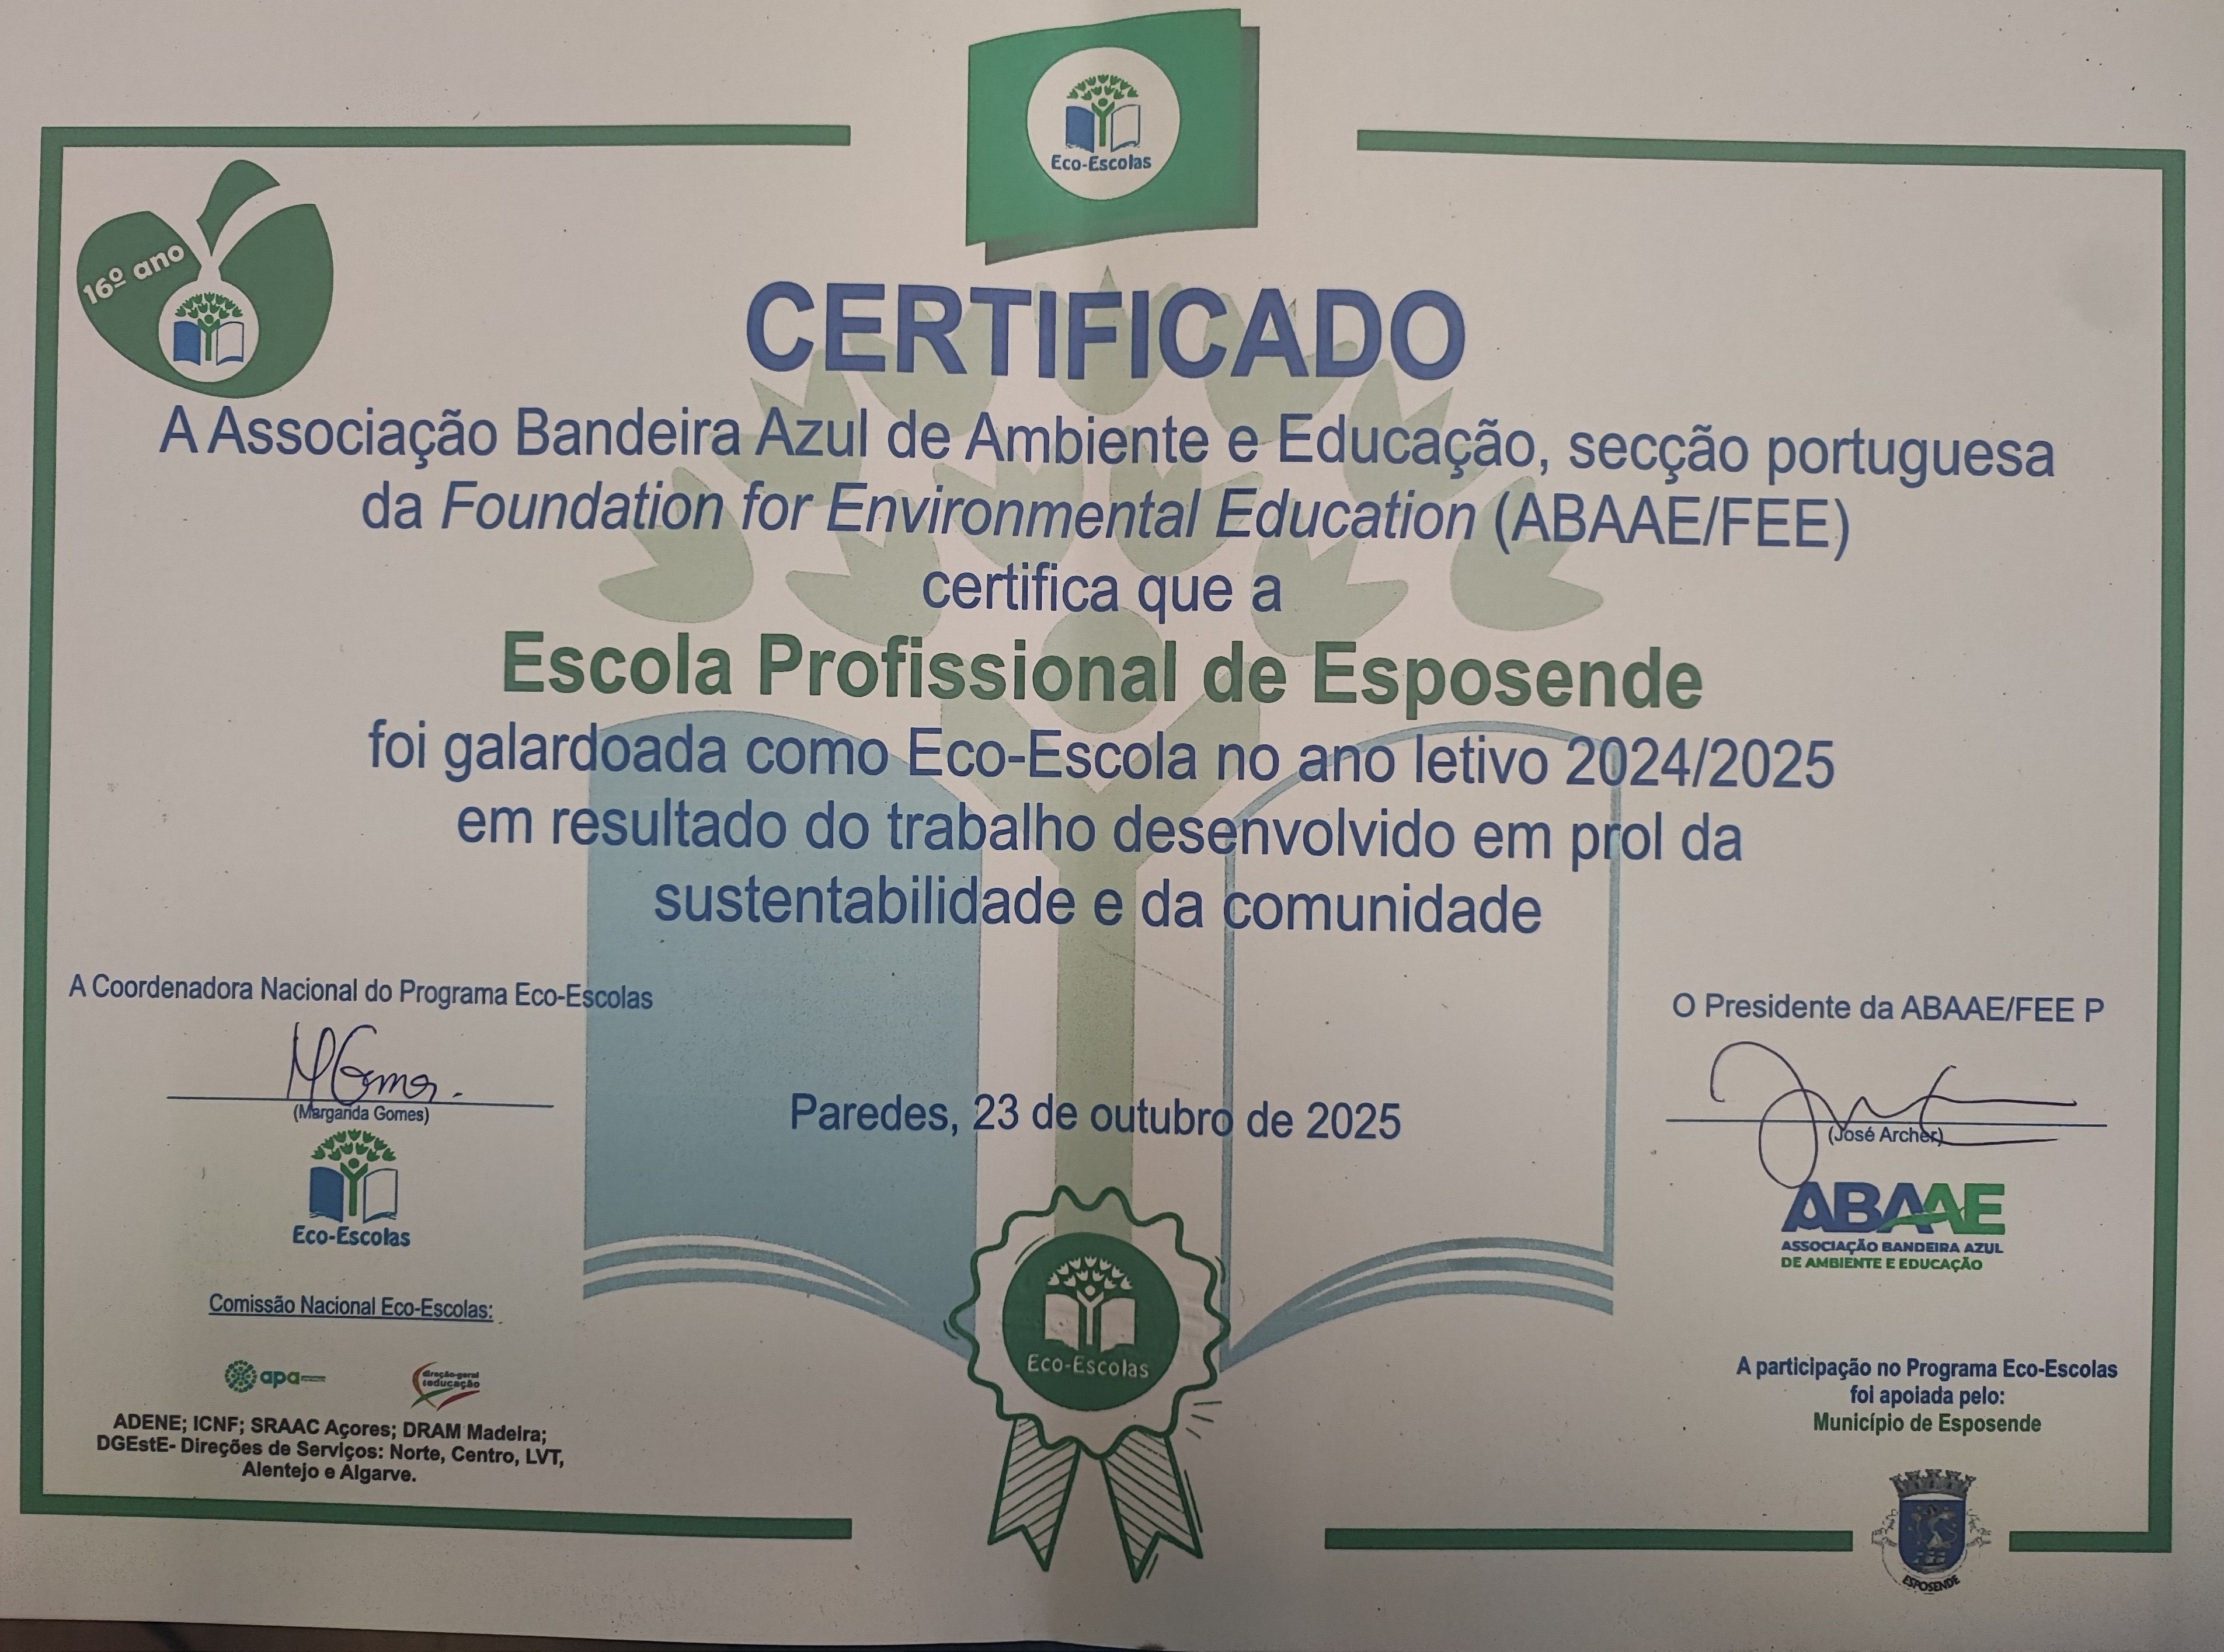 Eco-Escolas
16º ano
CERTIFICADO
A Associação Bandeira Azul de Ambiente e Educação, secção portuguesa
da Foundation for Environmental Education (ABAAE/FEE)
certifica que a
Escola Profissional de Esposende
foi galardoada como Eco-Escola no ano letivo 2024/2025
em resultado do trabalho desenvolvido em prol da
sustentabilidade e da comunidade
A Coordenadora Nacional do Programa Eco-Escolas
MGomes.
(Margarida Gomes)
Eco-Escolas
Comissão Nacional Eco-Escolas:
apa
direção-geral
educação
ADENE; ICNF; SRAAC Açores; DRAM Madeira;
DGEstE- Direções de Serviços: Norte, Centro, LVT,
Alentejo e Algarve.
Paredes, 23 de outubro de 2025
Eco-Escolas
O Presidente da ABAAE/FEE P
(José Archer)
ABAAE
ASSOCIAÇÃO BANDEIRA AZUL
DE AMBIENTE E EDUCAÇÃO
A participação no Programa Eco-Escolas
foi apoiada pelo:
Município de Esposende
ESPOSENDE